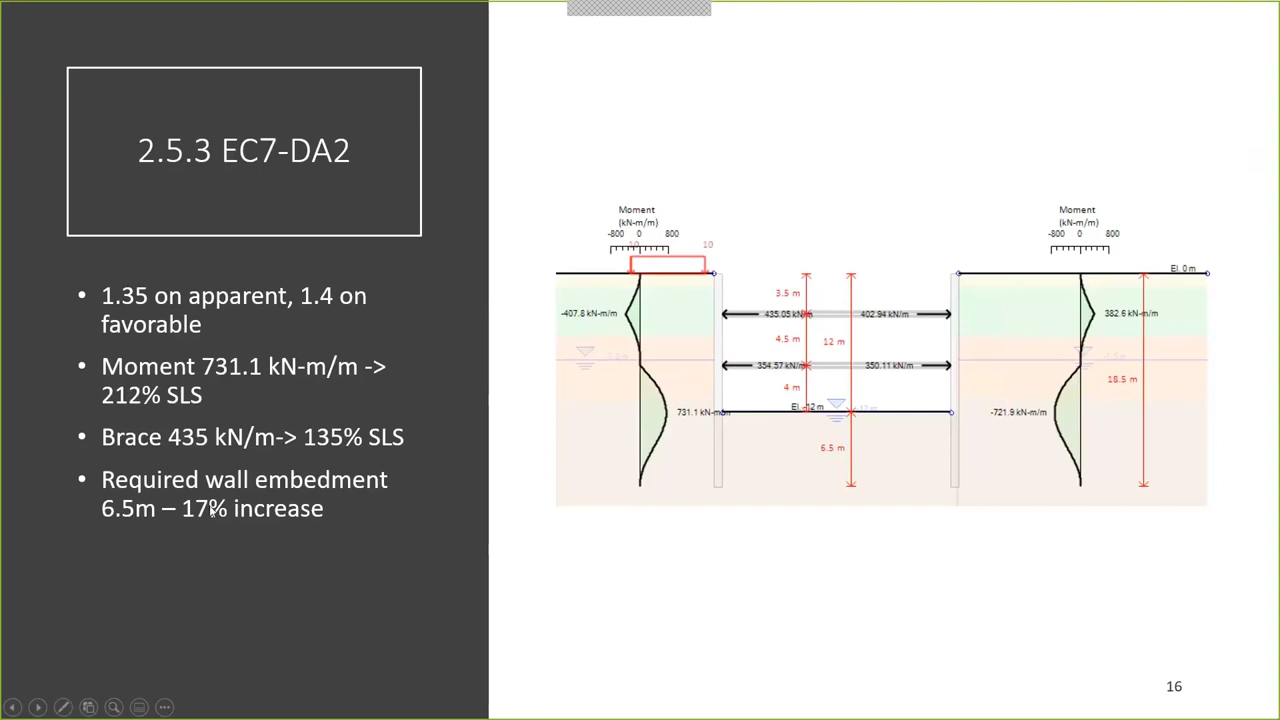 2.5.3 EC7-DA2
• 1.35 on apparent, 1.4 on
favorable
• Moment 731.1 kN-m/m ->
212% SLS
• Brace 435 kN/m-> 135% SLS
• Required wall embedment
6.5m – 17% increase
Moment
(kN-m/m)
-800 0 800
10 10
Moment
(kN-m/m)
-800 0 800
El. 0 m
3.5 m
-407.8 kN-m/m
435.05 kN/m
402.94 kN/m
382.6 kN-m/m
4.5 m
12 m
354.57 kN/m
350.11 kN/m
18.5 m
4 m
El. -12 m
731.1 kN-m/m
-721.9 kN-m/m
6.5 m
16